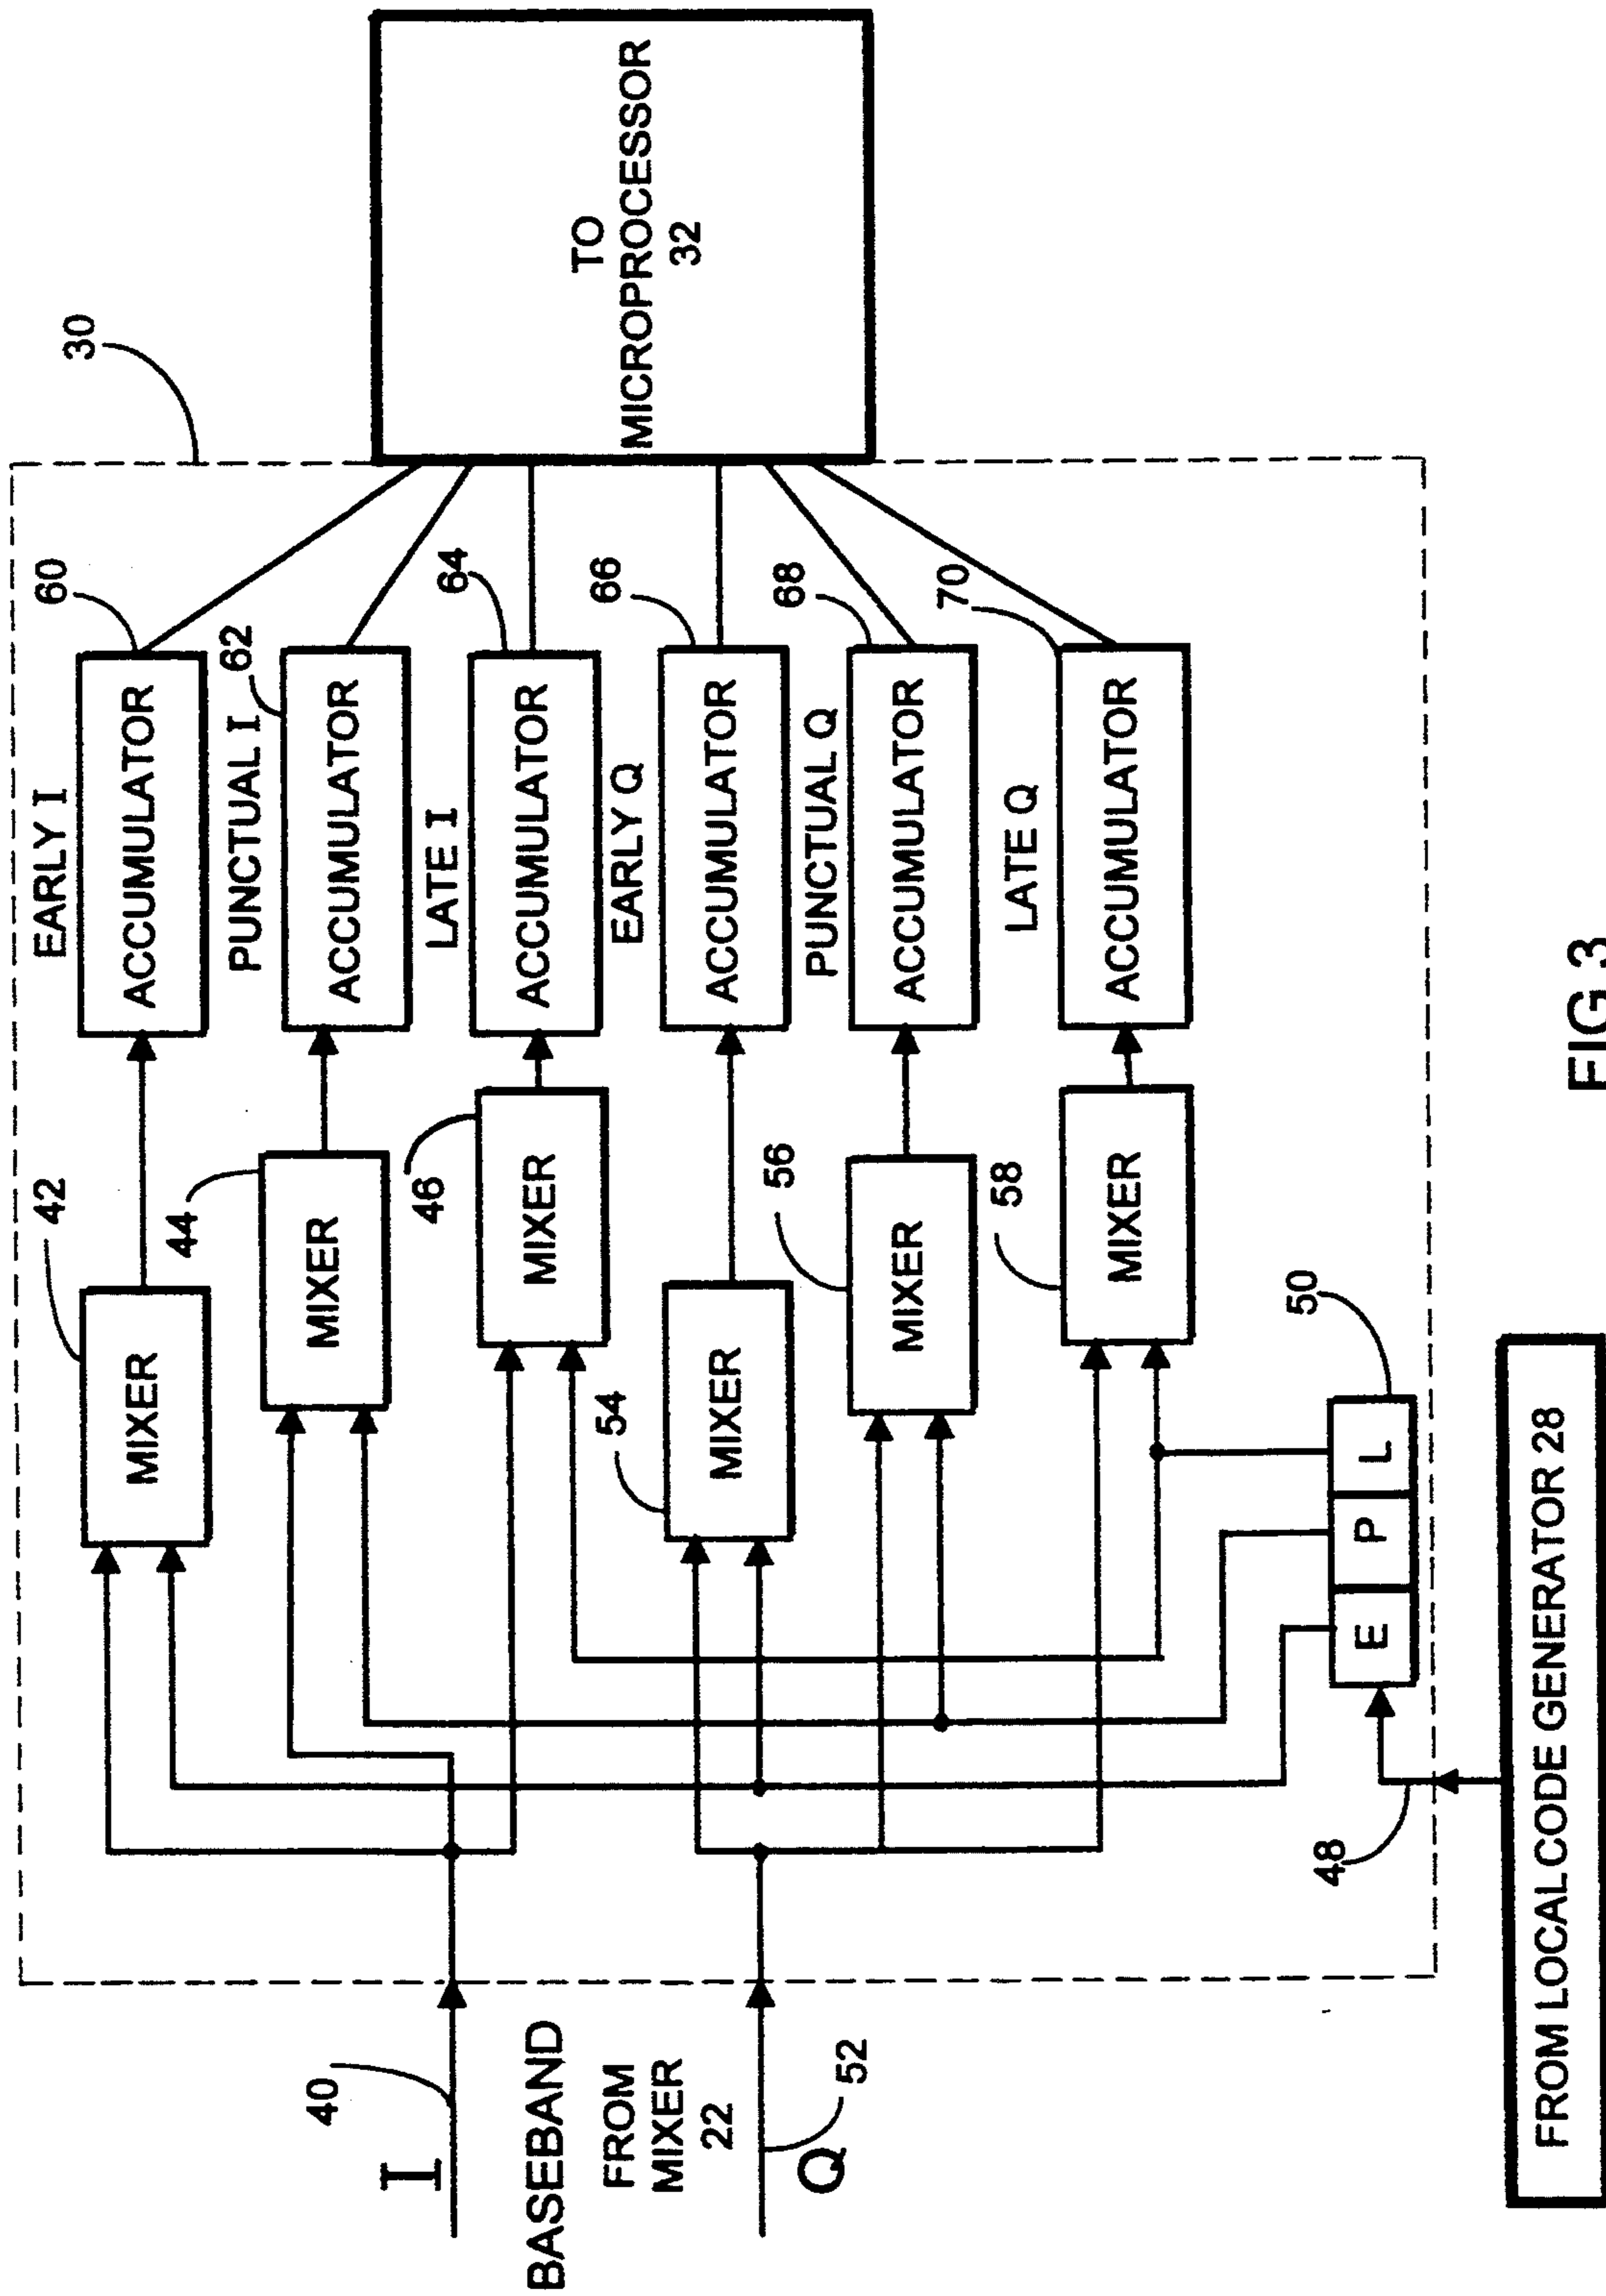 30
EARLY I
60
42
MIXER
ACCUMULATOR
PUNCTUAL I
62
44
MIXER
ACCUMULATOR
LATE I
64
46
MIXER
ACCUMULATOR
TO
MICROPROCESSOR
32
40
I
BASEBAND
FROM
MIXER
22
Q
52
EARLY Q
66
54
MIXER
ACCUMULATOR
PUNCTUAL Q
68
56
MIXER
ACCUMULATOR
LATE Q
70
58
MIXER
ACCUMULATOR
50
E P L
48
FROM LOCAL CODE GENERATOR 28
FIG.3